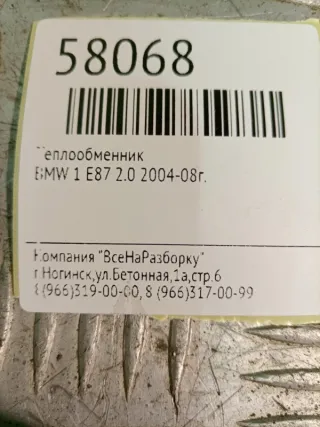 58068
Теплообменник
BMW 1 E87 2.0 2004-08г.
Компания "ВсеНаРазборку"
г.Ногинск,ул.Бетонная,1а,стр.6
8 (966)319-00-60, 8 (966)317-00-99